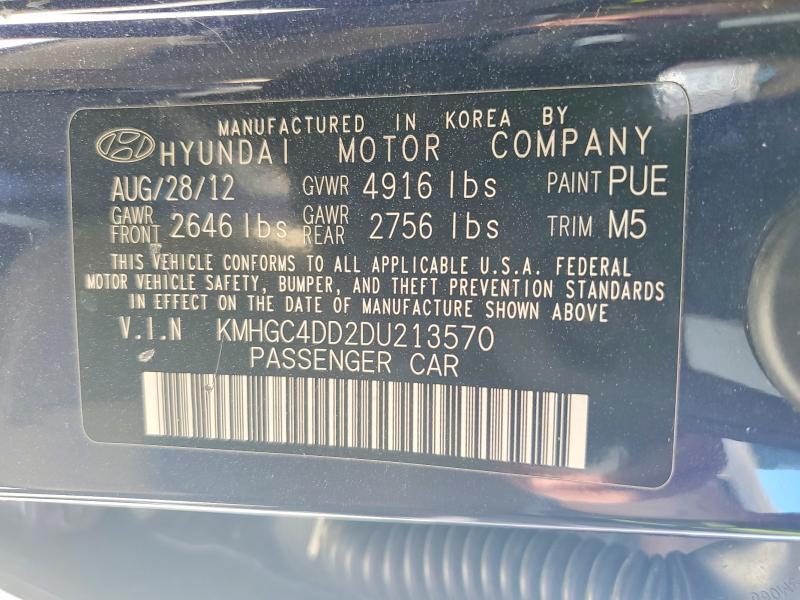 MANUFACTURED IN KOREA BY
HYUNDAI MOTOR COMPANY
AUG/28/12 GVWR 4916 lbs PAINT PUE
GAWR FRONT 2646 lbs GAWR REAR 2756 lbs TRIM M5
THIS VEHICLE CONFORMS TO ALL APPLICABLE U.S.A. FEDERAL
MOTOR VEHICLE SAFETY, BUMPER, AND THEFT PREVENTION STANDARDS
IN EFFECT ON THE DATE OF MANUFACTURE SHOWN ABOVE
V.I.N KMHGC4DD2DU213570
PASSENGER CAR